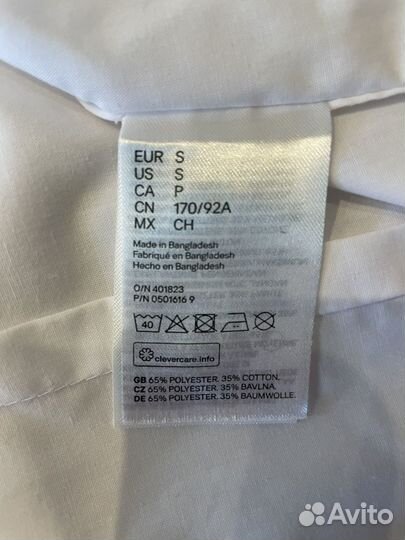 EUR S
US S
CA P
CN 170/92A
MX CH
Made in Bangladesh
Fabriqué en Bangladesh
Hecho en Bangladesh
O/N 401823
P/N 0501616 9
40
clevercare.info
GB 65% POLYESTER. 35% COTTON.
CZ 65% POLYESTER. 35% BAVLNA.
DE 65% POLYESTER. 35% BAUMWOLLE.
Avito